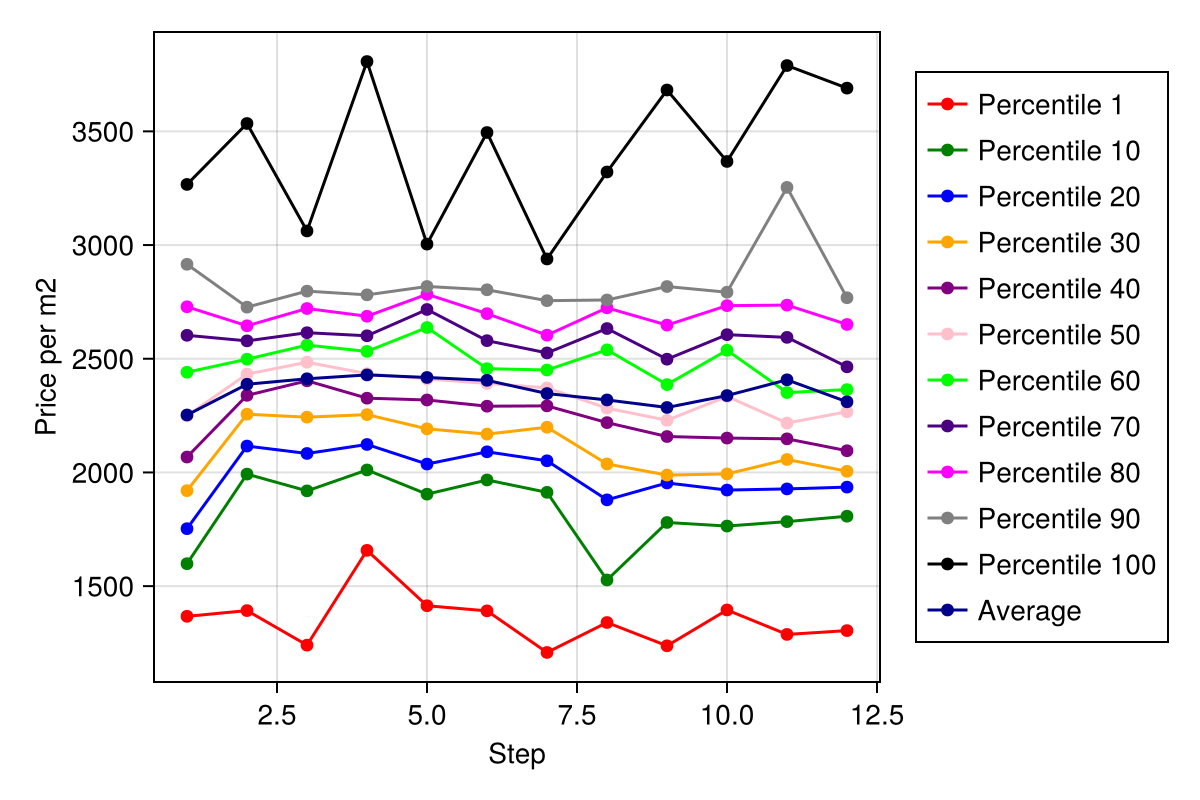 3500
3000
2500
2000
1500
Price per m2
2.5 5.0 7.5 10.0 12.5
Step
Percentile 1
Percentile 10
Percentile 20
Percentile 30
Percentile 40
Percentile 50
Percentile 60
Percentile 70
Percentile 80
Percentile 90
Percentile 100
Average